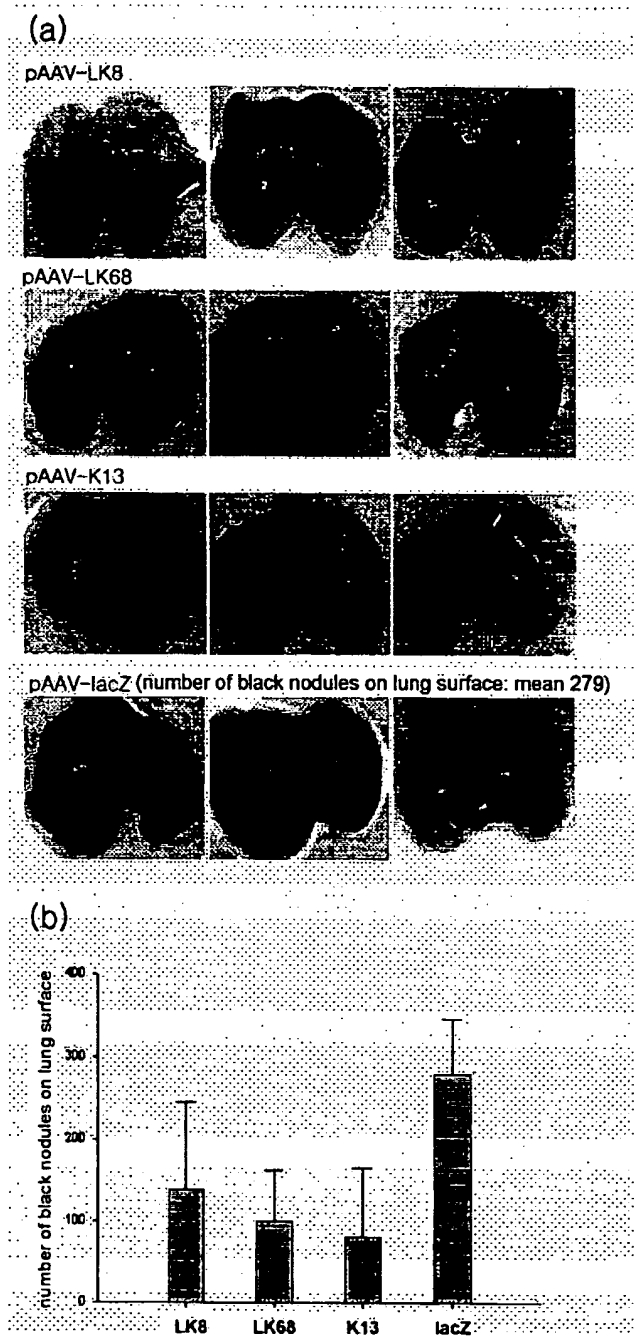 (a)
pAAV-LK8
pAAV-LK68
pAAV-K13
pAAV-lacZ (number of black nodules on lung surface: mean 279)
(b)
number of black nodules on lung surface
400
300
200
100
0
LK8 LK68 K13 lacZ